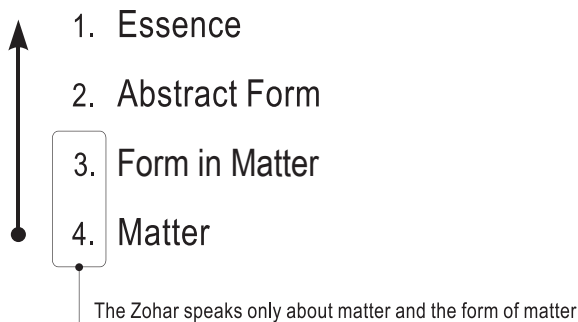 1. Essence
2. Abstract Form
3. Form in Matter
4. Matter
The Zohar speaks only about matter and the form of matter